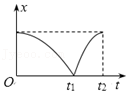 x
O t₁ t₂ t